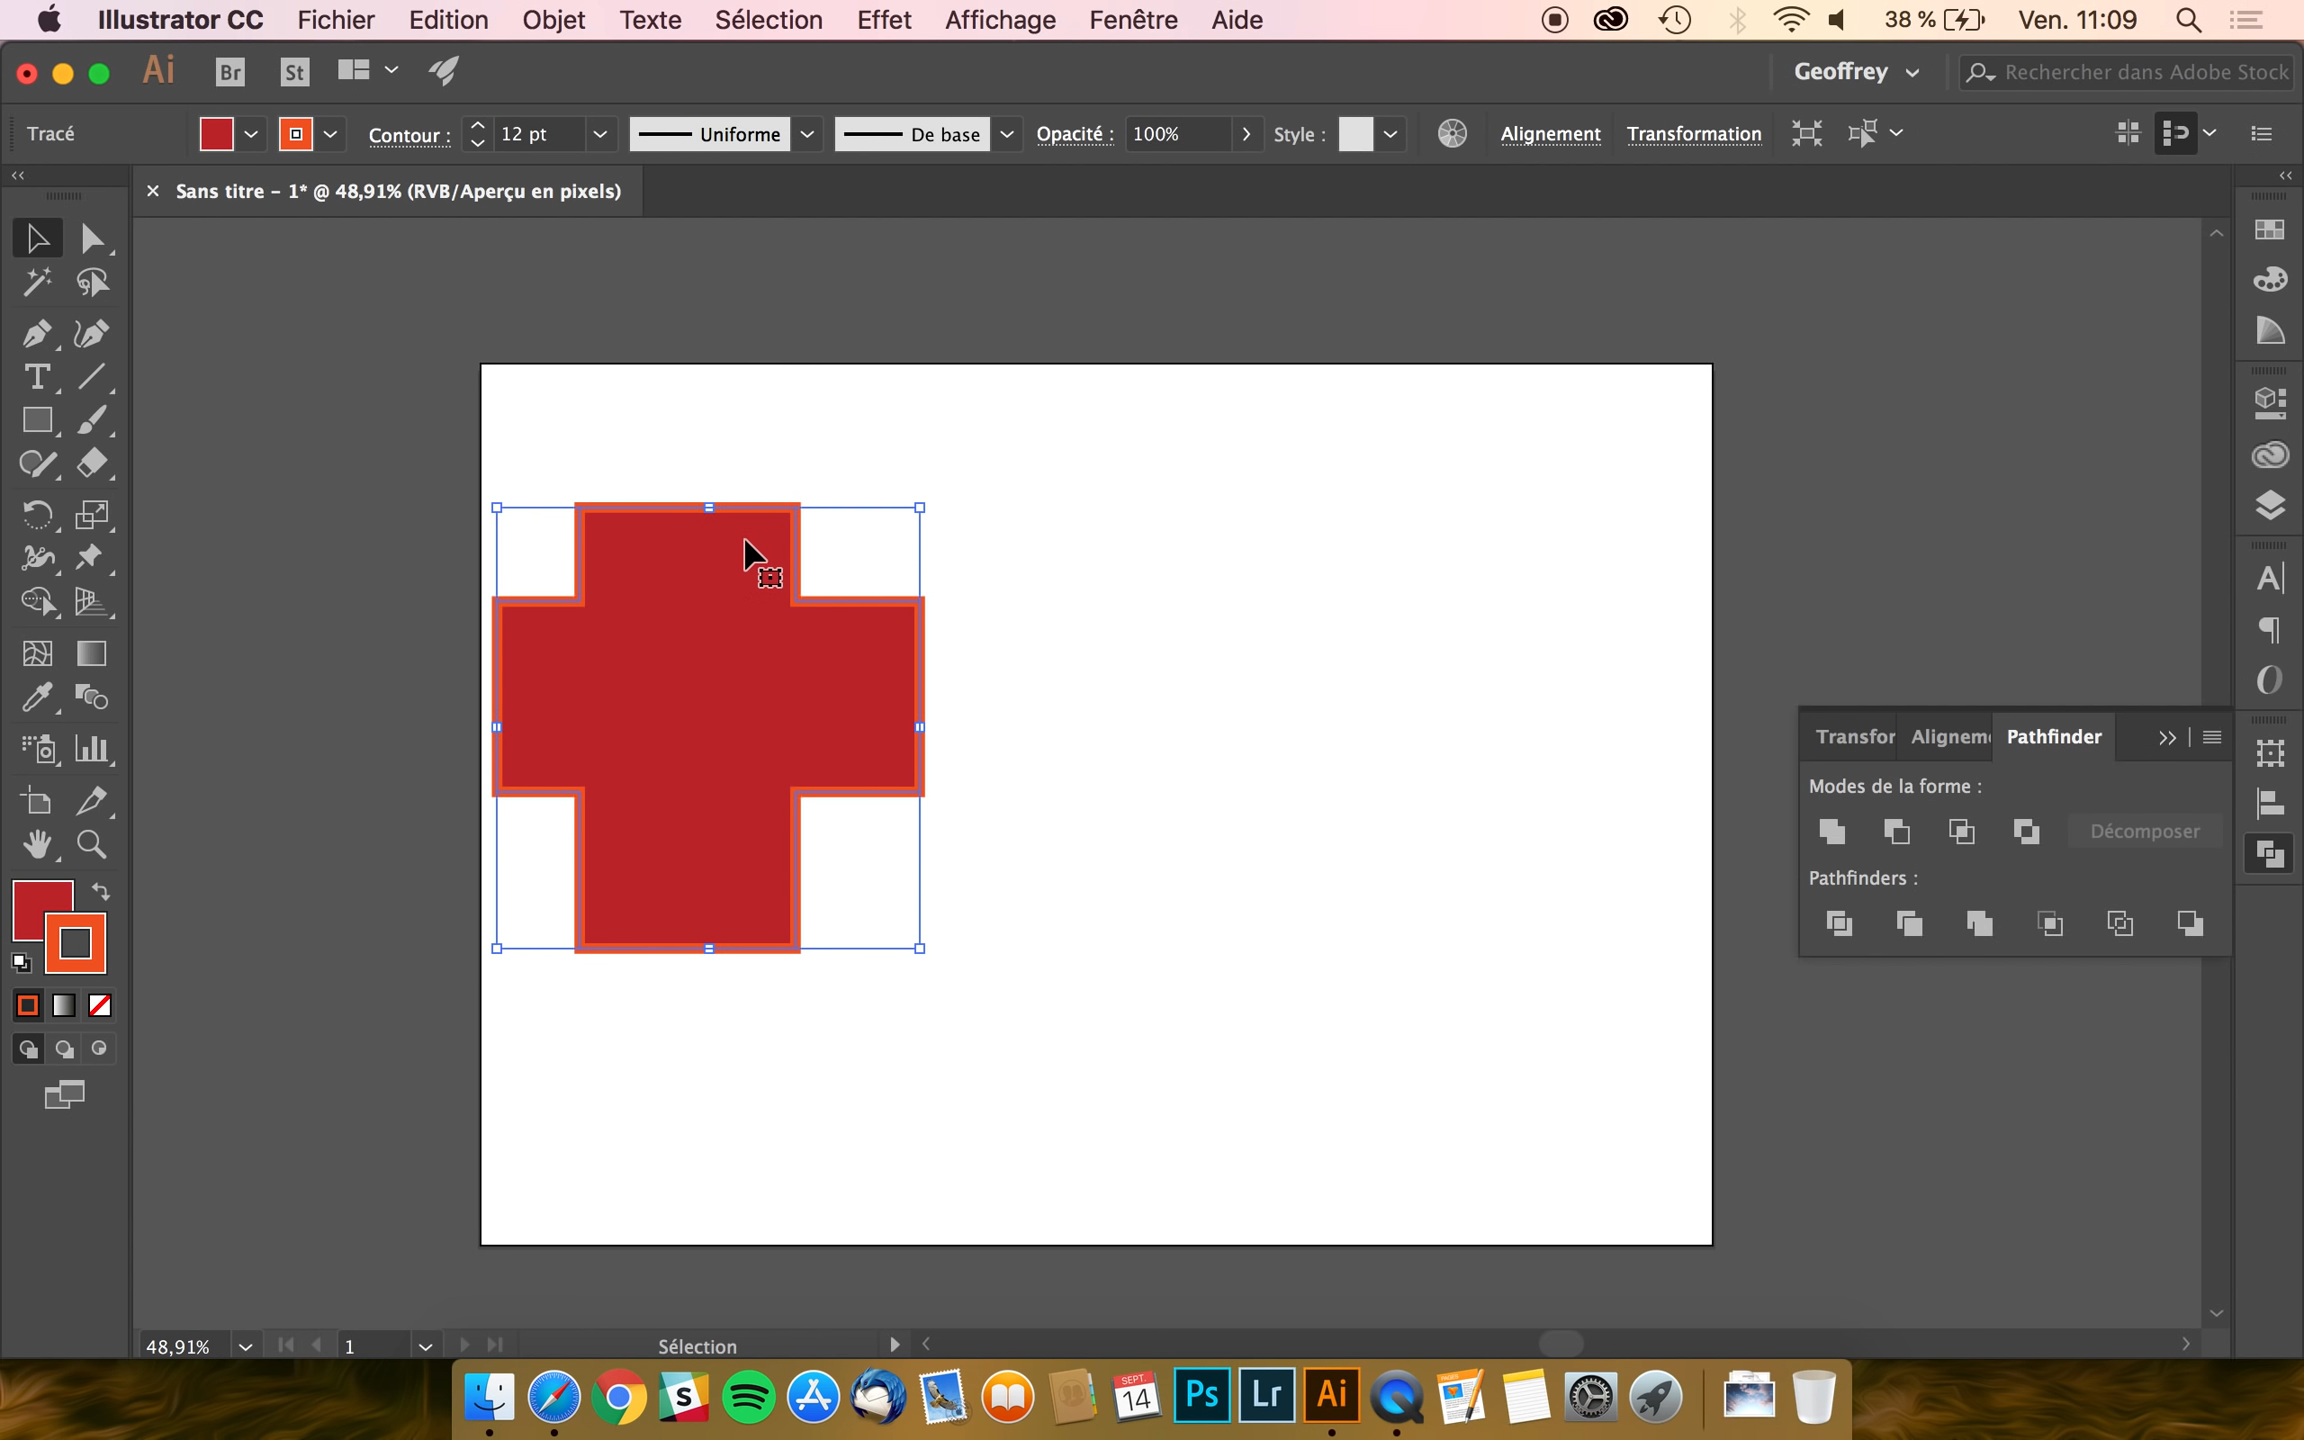 Illustrator CC Fichier Edition Objet Texte Sélection Effet Affichage Fenêtre Aide 38 % Ven. 11:09
Ai Br St Geoffrey Rechercher dans Adobe Stock
Tracé Contour : 12 pt Uniforme De base Opacité : 100% Style : Alignement Transformation
Sans titre - 1* @ 48,91% (RVB/Aperçu en pixels)
Transfor Alignem Pathfinder
Modes de la forme :
Décomposer
Pathfinders :
48,91% 1 Sélection
SEPT.
14 Ps Lr Ai